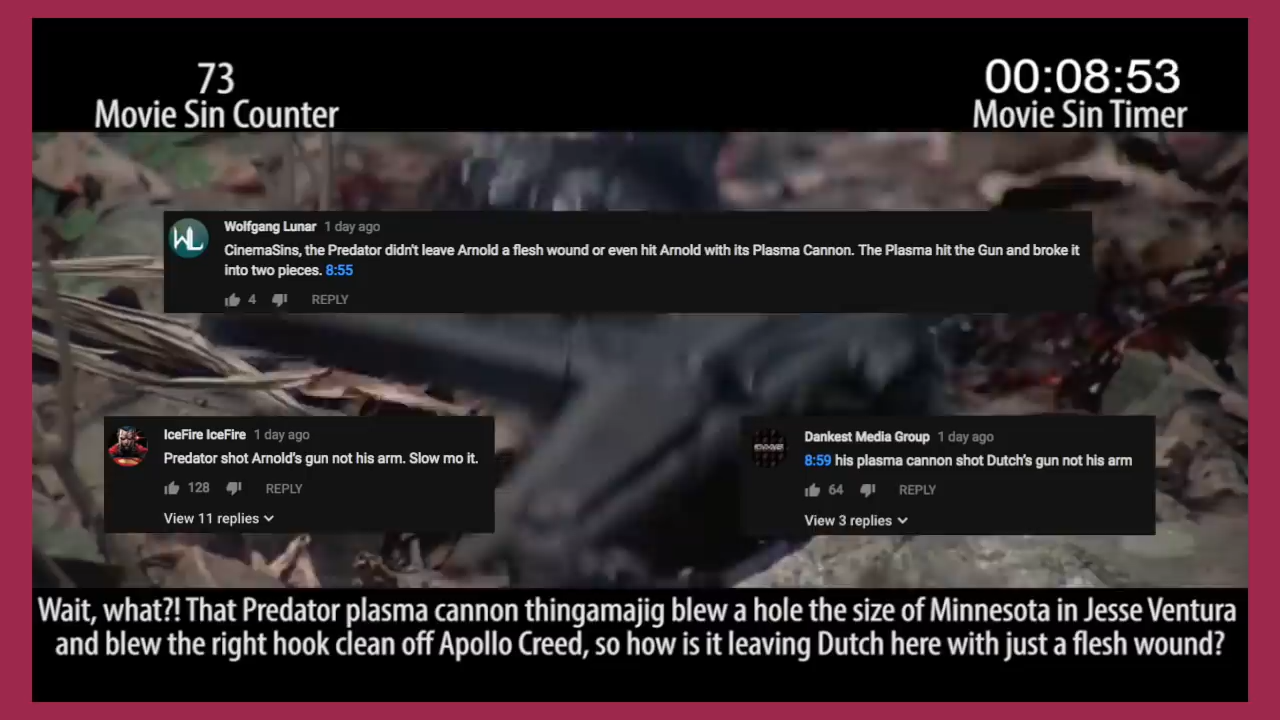 73
Movie Sin Counter
00:08:53
Movie Sin Timer
WL
Wolfgang Lunar 1 day ago
CinemaSins, the Predator didn't leave Arnold a flesh wound or even hit Arnold with its Plasma Cannon. The Plasma hit the Gun and broke it
into two pieces. 8:55
4 REPLY
IceFire IceFire 1 day ago
Predator shot Arnold's gun not his arm. Slow mo it.
128 REPLY
View 11 replies
Dankest Media Group 1 day ago
8:59 his plasma cannon shot Dutch's gun not his arm
64 REPLY
View 3 replies
Wait, what?! That Predator plasma cannon thingamajig blew a hole the size of Minnesota in Jesse Ventura
and blew the right hook clean off Apollo Creed, so how is it leaving Dutch here with just a flesh wound?